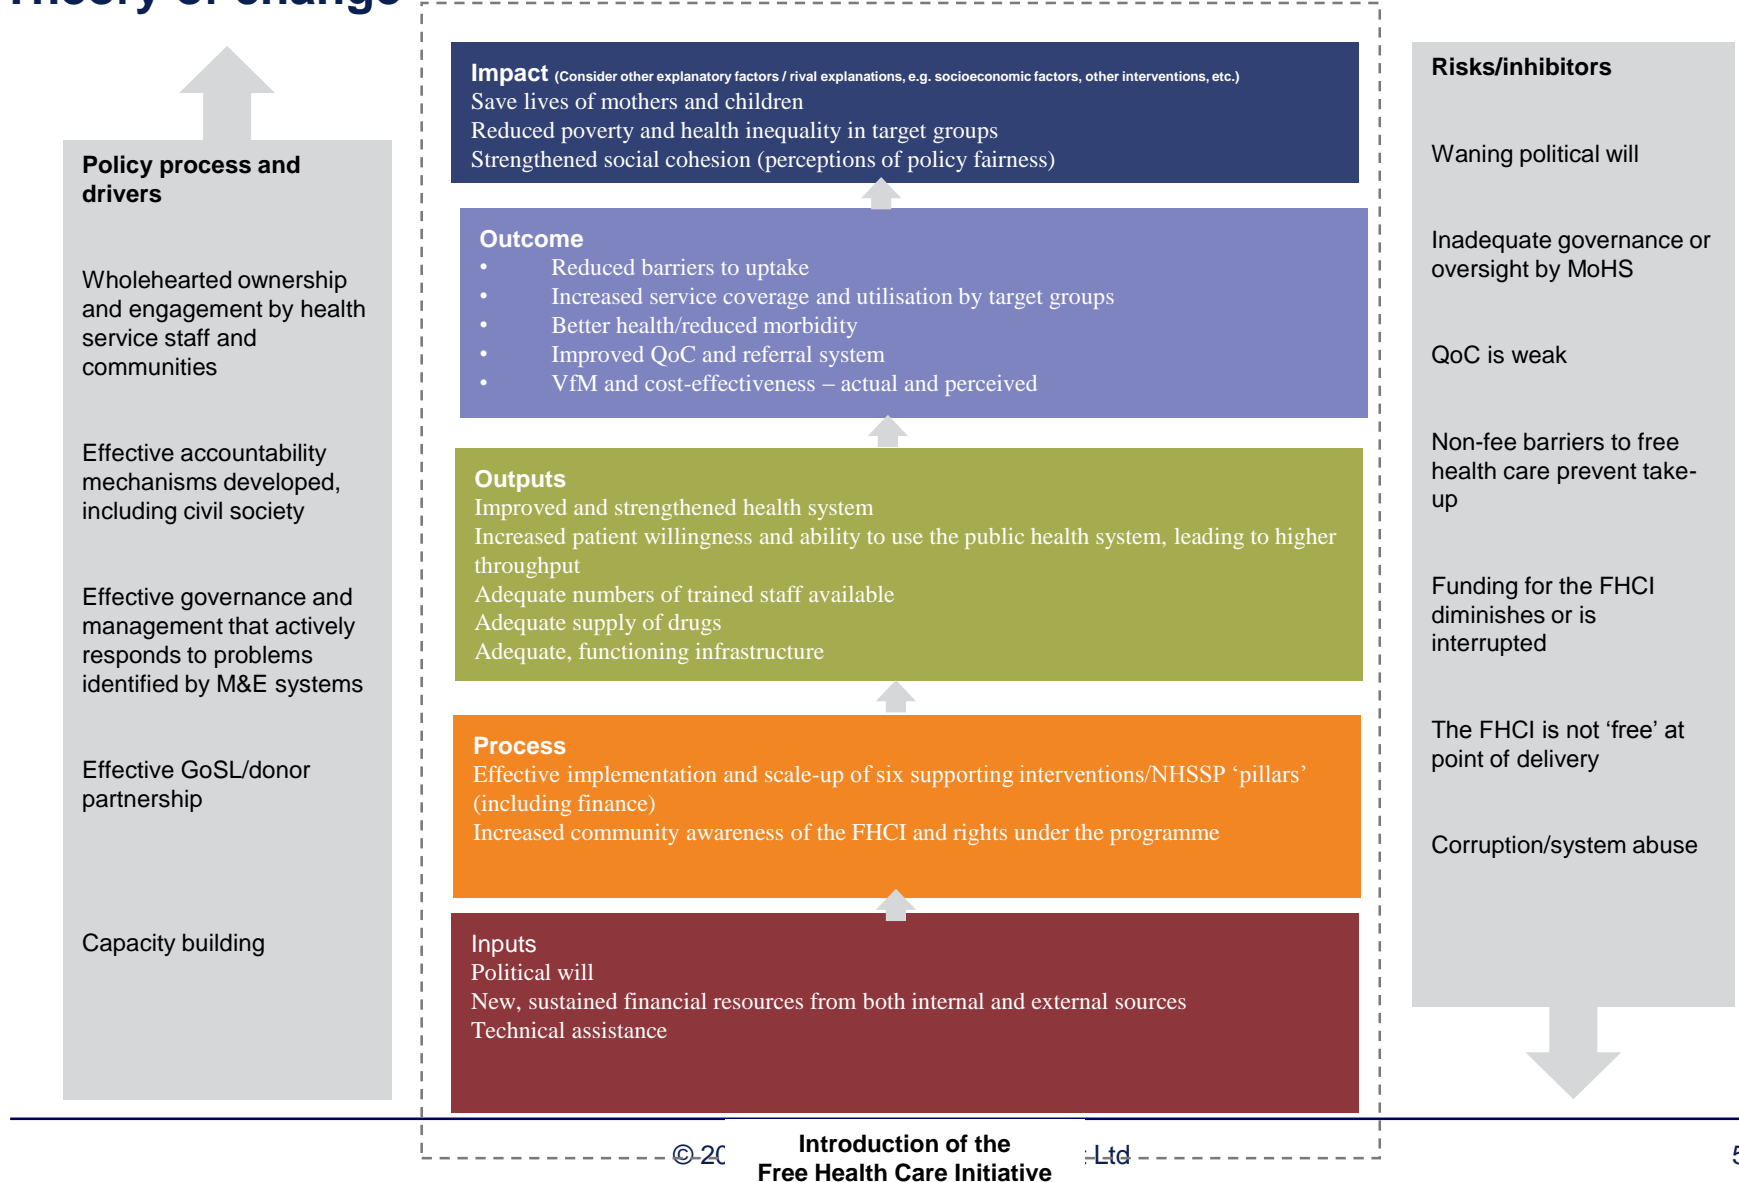 Theory of change
Policy process and
drivers
Wholehearted ownership
and engagement by health
service staff and
communities
Effective accountability
mechanisms developed,
including civil society
Effective governance and
management that actively
responds to problems
identified by M&E systems
Effective GoSL/donor
partnership
Capacity building
Impact (Consider other explanatory factors / rival explanations, e.g. socioeconomic factors, other interventions, etc.)
Save lives of mothers and children
Reduced poverty and health inequality in target groups
Strengthened social cohesion (perceptions of policy fairness)
Outcome
• Reduced barriers to uptake
• Increased service coverage and utilisation by target groups
• Better health/reduced morbidity
• Improved QoC and referral system
• VfM and cost-effectiveness – actual and perceived
Outputs
Improved and strengthened health system
Increased patient willingness and ability to use the public health system, leading to higher
throughput
Adequate numbers of trained staff available
Adequate supply of drugs
Adequate, functioning infrastructure
Process
Effective implementation and scale-up of six supporting interventions/NHSSP ‘pillars’
(including finance)
Increased community awareness of the FHCI and rights under the programme
Inputs
Political will
New, sustained financial resources from both internal and external sources
Technical assistance
Risks/inhibitors
Waning political will
Inadequate governance or
oversight by MoHS
QoC is weak
Non-fee barriers to free
health care prevent take-
up
Funding for the FHCI
diminishes or is
interrupted
The FHCI is not ‘free’ at
point of delivery
Corruption/system abuse
Introduction of the
Free Health Care Initiative
© 20 Ltd
5